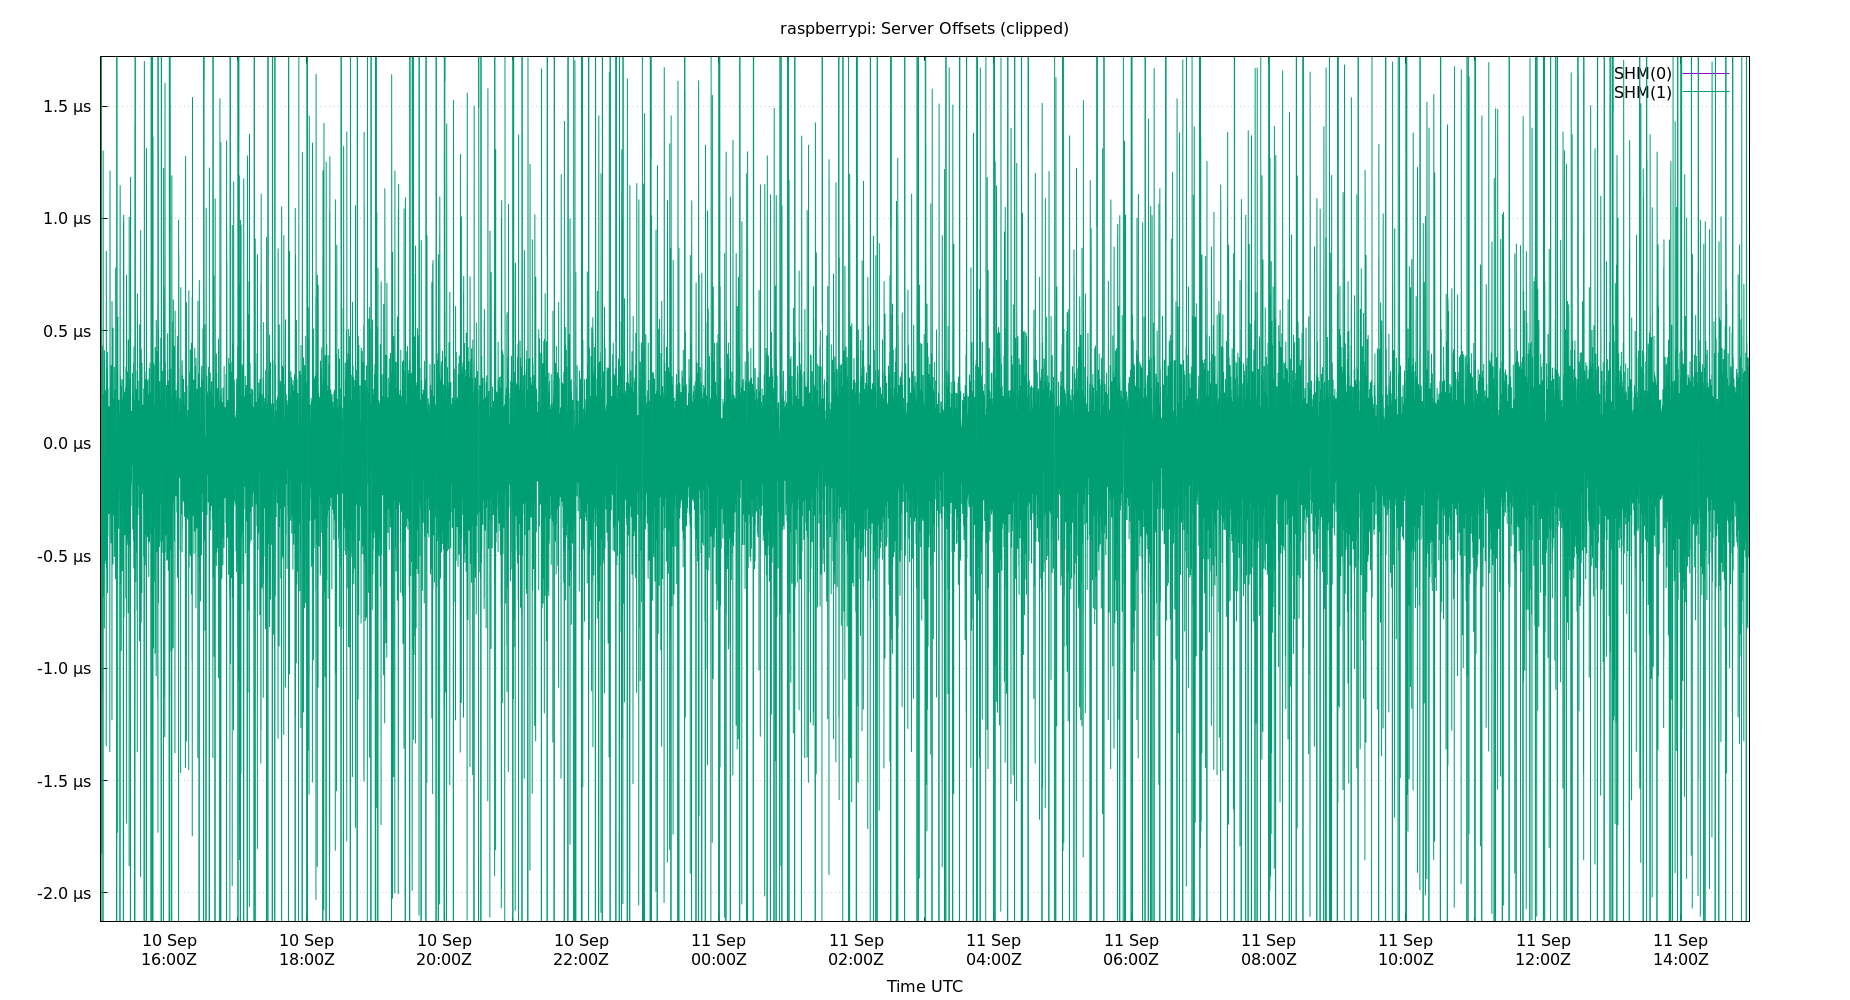 raspberrypi: Server Offsets (clipped)
SHM(0)
SHM(1)
1.5 µs
1.0 µs
0.5 µs
0.0 µs
-0.5 µs
-1.0 µs
-1.5 µs
-2.0 µs
10 Sep 10 Sep 10 Sep 10 Sep 11 Sep 11 Sep 11 Sep 11 Sep 11 Sep 11 Sep 11 Sep 11 Sep
16:00Z 18:00Z 20:00Z 22:00Z 00:00Z 02:00Z 04:00Z 06:00Z 08:00Z 10:00Z 12:00Z 14:00Z
Time UTC